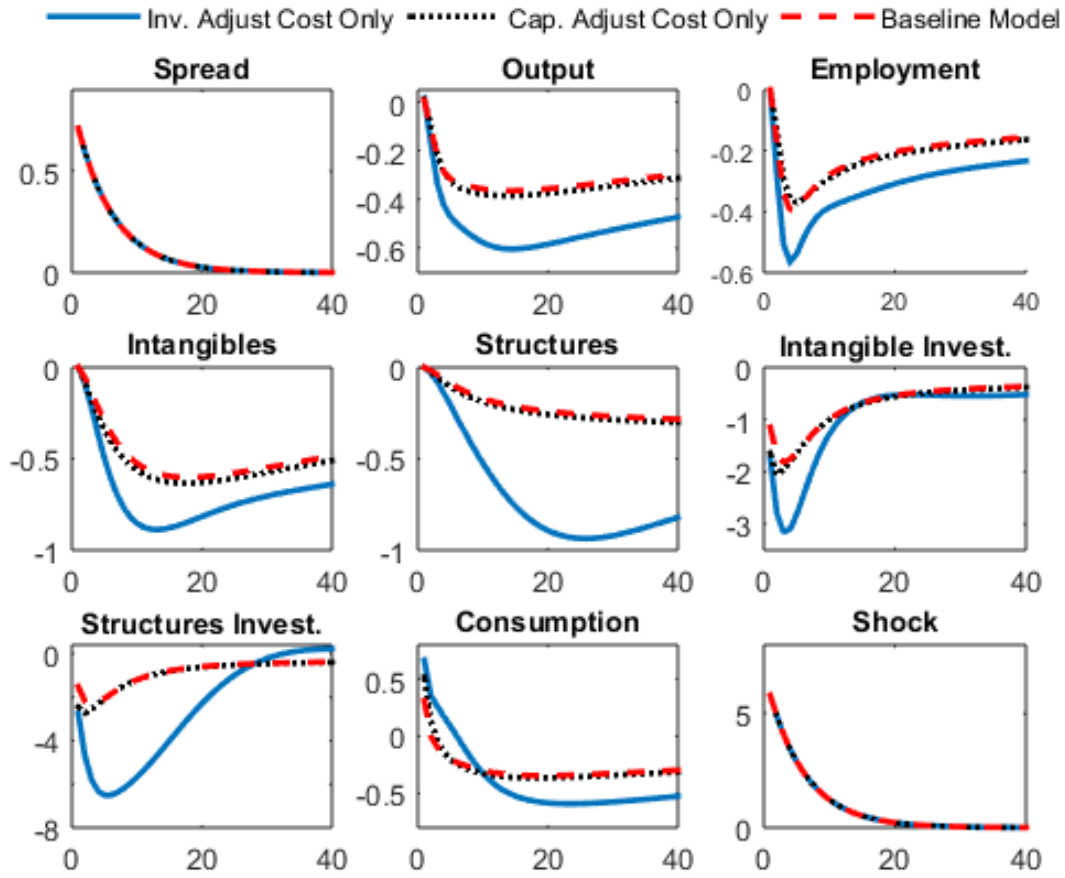 Inv. Adjust Cost Only Cap. Adjust Cost Only Baseline Model
Spread Output Employment
0.5
0
0 20 40
0
-0.2
-0.4
-0.6
0 20 40
0
-0.2
-0.4
-0.6
0 20 40
Intangibles Structures Intangible Invest.
0
-0.5
-1
0 20 40
0
-0.5
-1
0 20 40
0
-1
-2
-3
0 20 40
Structures Invest. Consumption Shock
0
-4
-8
0 20 40
0.5
0
-0.5
0 20 40
5
0
0 20 40